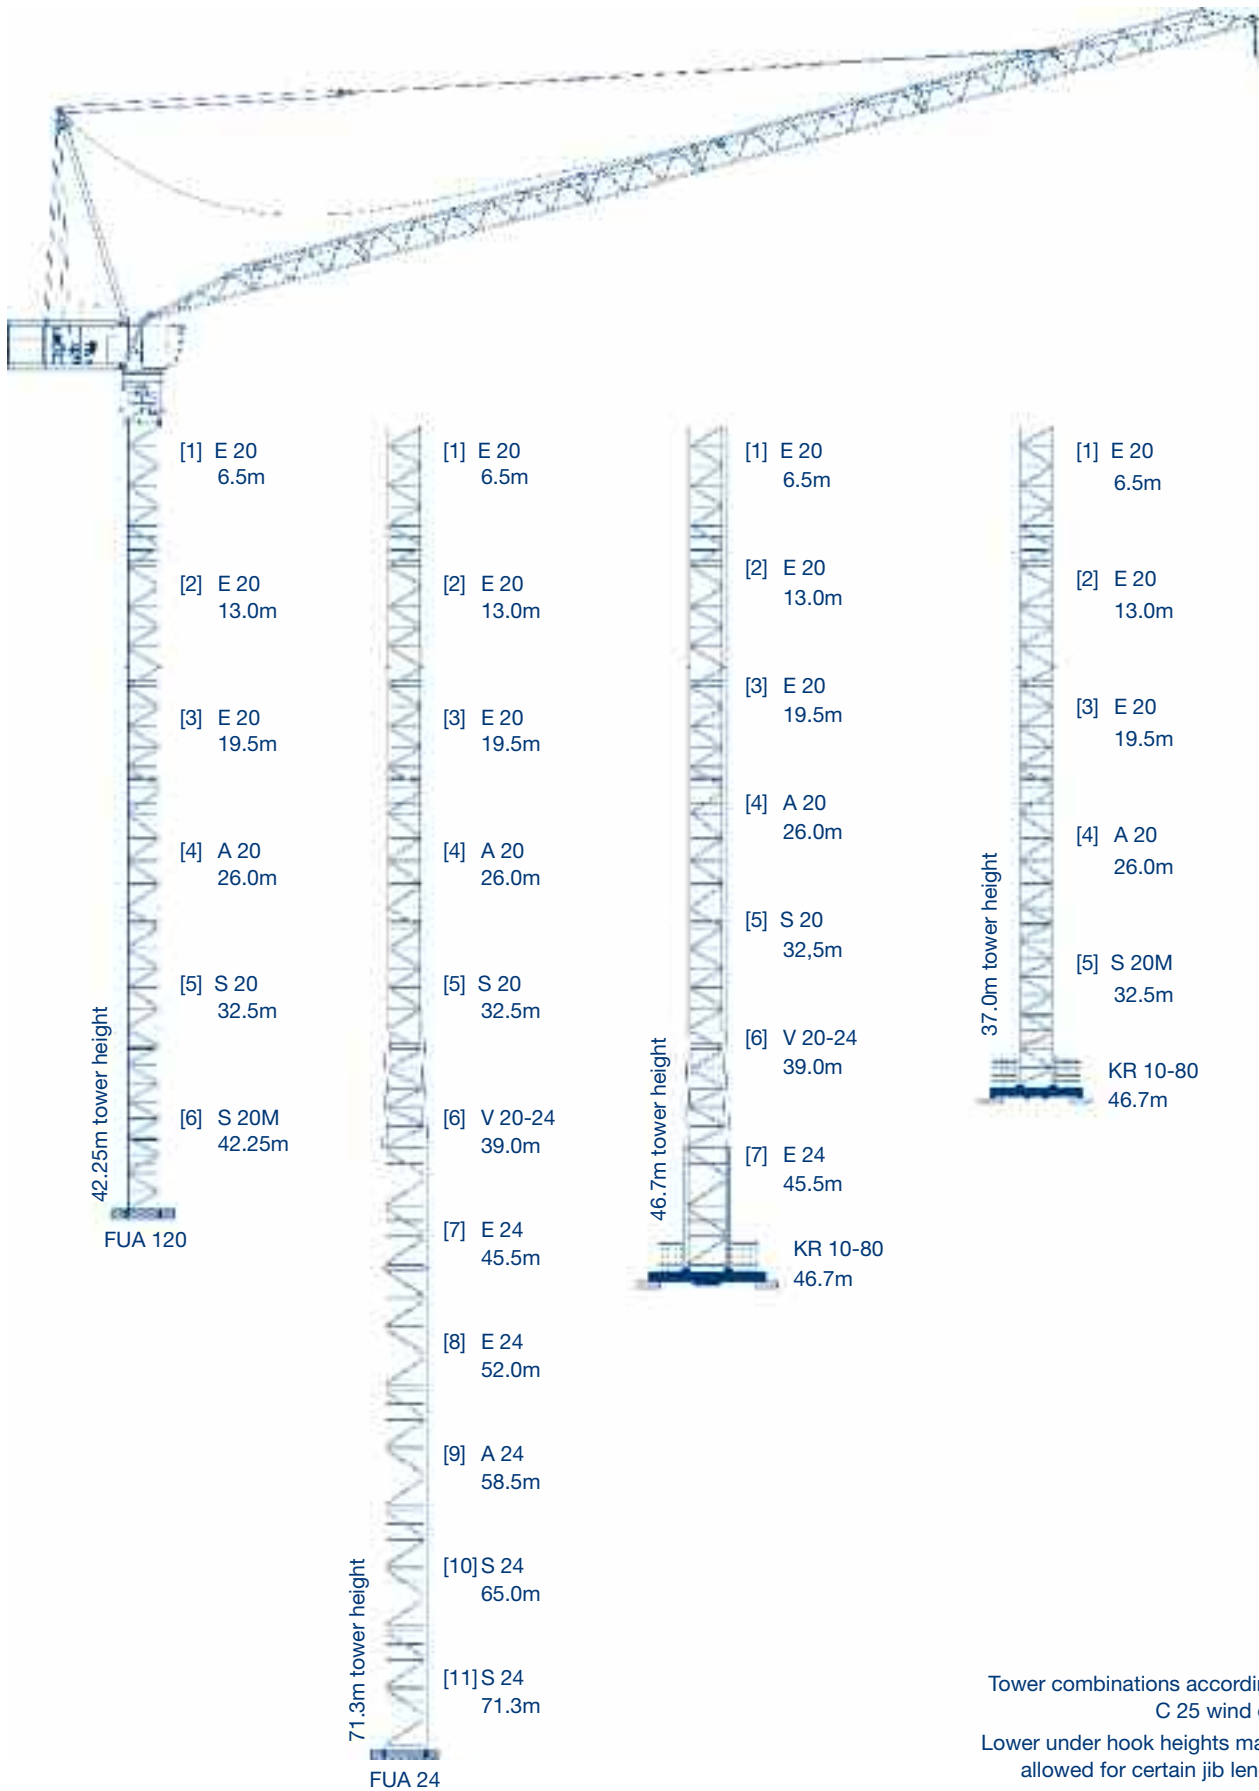 [1] E 20
6.5m
[2] E 20
13.0m
[3] E 20
19.5m
[4] A 20
26.0m
[5] S 20
32.5m
[6] S 20M
42.25m
42.25m tower height
FUA 120
[1] E 20
6.5m
[2] E 20
13.0m
[3] E 20
19.5m
[4] A 20
26.0m
[5] S 20
32.5m
[6] V 20-24
39.0m
[7] E 24
45.5m
[8] E 24
52.0m
[9] A 24
58.5m
[10] S 24
65.0m
[11] S 24
71.3m
71.3m tower height
FUA 24
[1] E 20
6.5m
[2] E 20
13.0m
[3] E 20
19.5m
[4] A 20
26.0m
[5] S 20
32,5m
[6] V 20-24
39.0m
[7] E 24
45.5m
KR 10-80
46.7m
46.7m tower height
[1] E 20
6.5m
[2] E 20
13.0m
[3] E 20
19.5m
[4] A 20
26.0m
[5] S 20M
32.5m
KR 10-80
46.7m
37.0m tower height
Tower combinations
C 25 wind
Lower under hook heights
allowed for certain jib